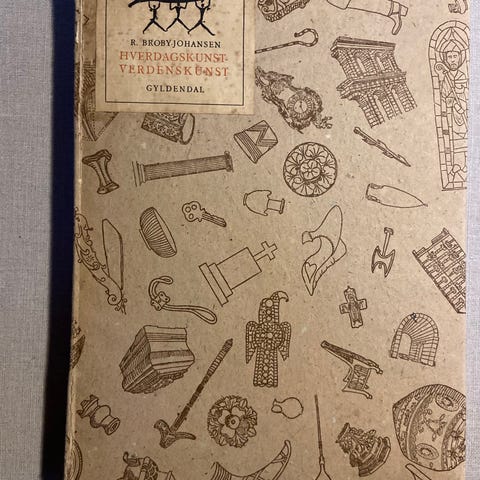 R. BROBY-JOHANSEN
HVERDAGSKUNST-
VERDENSKUNST
GYLDENDAL